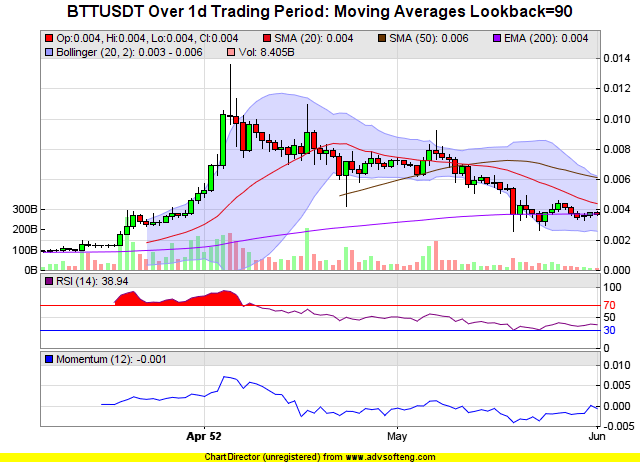 BTTUSDT Over 1d Trading Period: Moving Averages Lookback=90
Op:0.004, Hi:0.004, Lo:0.004, Cl:0.004 SMA (20): 0.004 SMA (50): 0.006 EMA (200): 0.004
Bollinger (20, 2): 0.003 - 0.006 Vol: 8.405B
0.014
0.012
0.010
0.008
0.006
300B 0.004
200B
100B 0.002
0B 0.000
RSI (14): 38.94
100
70
50
30
0
Momentum (12): -0.001
0.010
0.005
0.000
-0.005
Apr 52 May Jun
ChartDirector (unregistered) from www.advsofteng.com